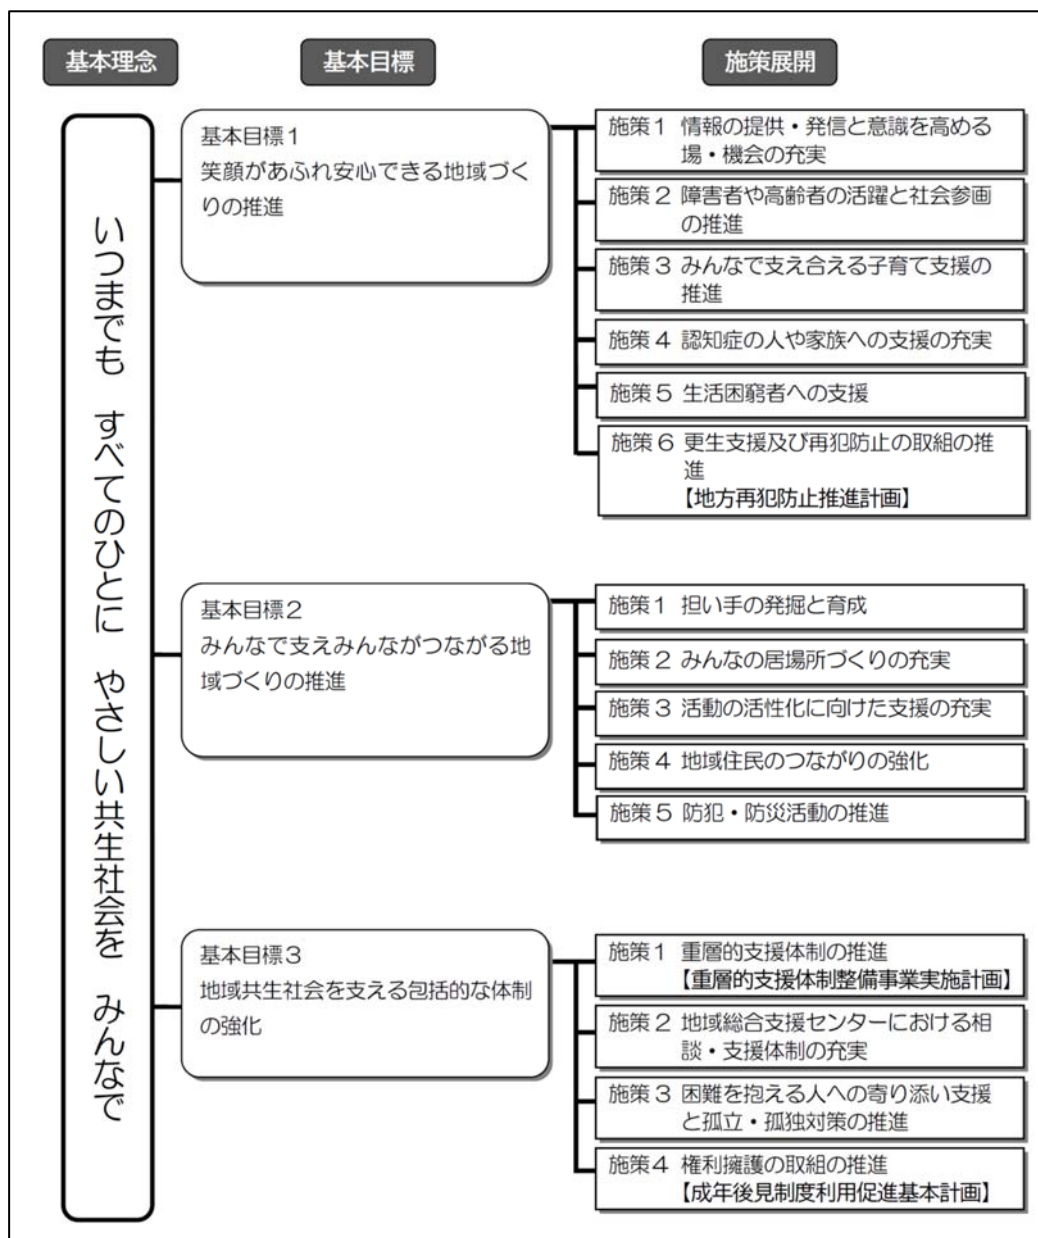 基本理念
基本目標
施策展開
いつまでも すべてのひとに やさしい共生社会を みんなで
基本目標１
笑顔があふれ安心できる地域づく
りの推進
施策１ 情報の提供・発信と意識を高める
場・機会の充実
施策２ 障害者や高齢者の活躍と社会参画
の推進
施策３ みんなで支え合える子育て支援の
推進
施策４ 認知症の人や家族への支援の充実
施策５ 生活困窮者への支援
施策６ 更生支援及び再犯防止の取組の推
進
【地方再犯防止推進計画】
基本目標２
みんなで支えみんながつながる地
域づくりの推進
施策１ 担い手の発掘と育成
施策２ みんなの居場所づくりの充実
施策３ 活動の活性化に向けた支援の充実
施策４ 地域住民のつながりの強化
施策５ 防犯・防災活動の推進
基本目標３
地域共生社会を支える包括的な体制
の強化
施策１ 重層的支援体制の推進
【重層的支援体制整備事業実施計画】
施策２ 地域総合支援センターにおける相
談・支援体制の充実
施策３ 困難を抱える人への寄り添い支援
と孤立・孤独対策の推進
施策４ 権利擁護の取組の推進
【成年後見制度利用促進基本計画】